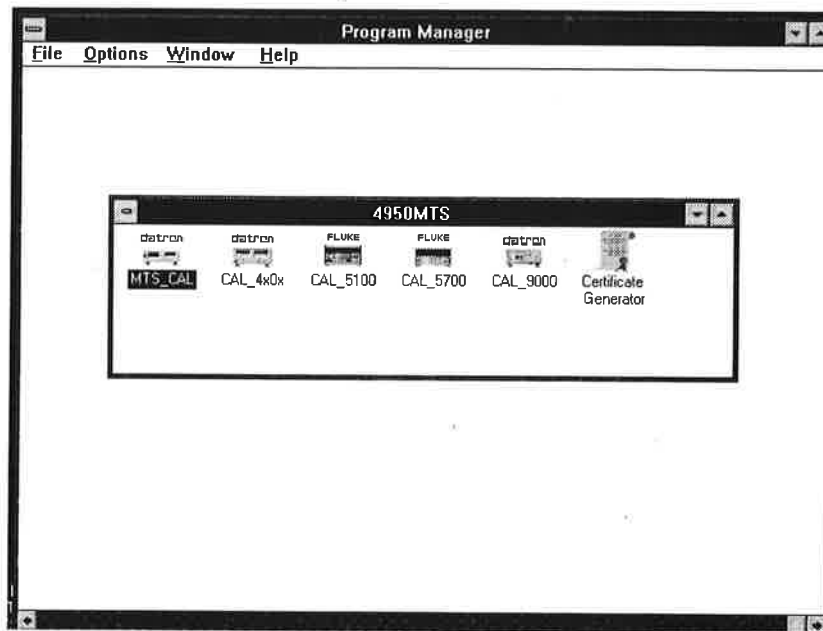 Program Manager
File Options Window Help
4950MTS
datron datron FLUKE FLUKE datron
MTS_CAL CAL_4x0x CAL_5100 CAL_5700 CAL_9000 Certificate
Generator